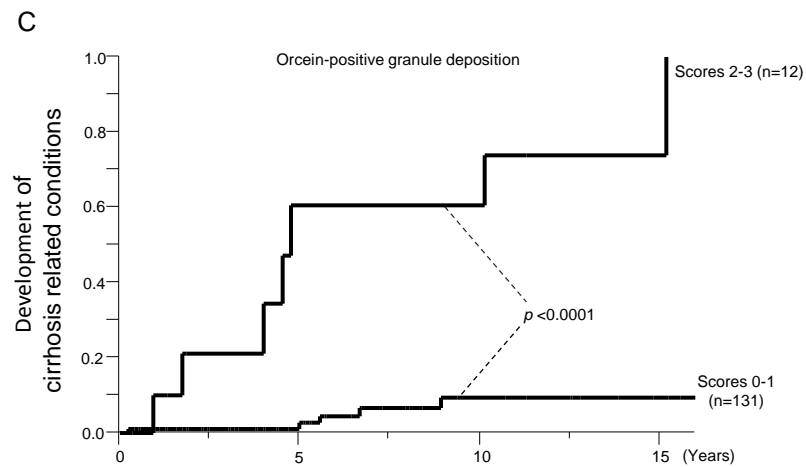 C
Orcein-positive granule deposition
Development of
cirrhosis related conditions
1.0
0.8
0.6
0.4
0.2
0.0
Scores 2-3 (n=12)
p <0.0001
Scores 0-1
(n=131)
0 5 10 15 (Years)